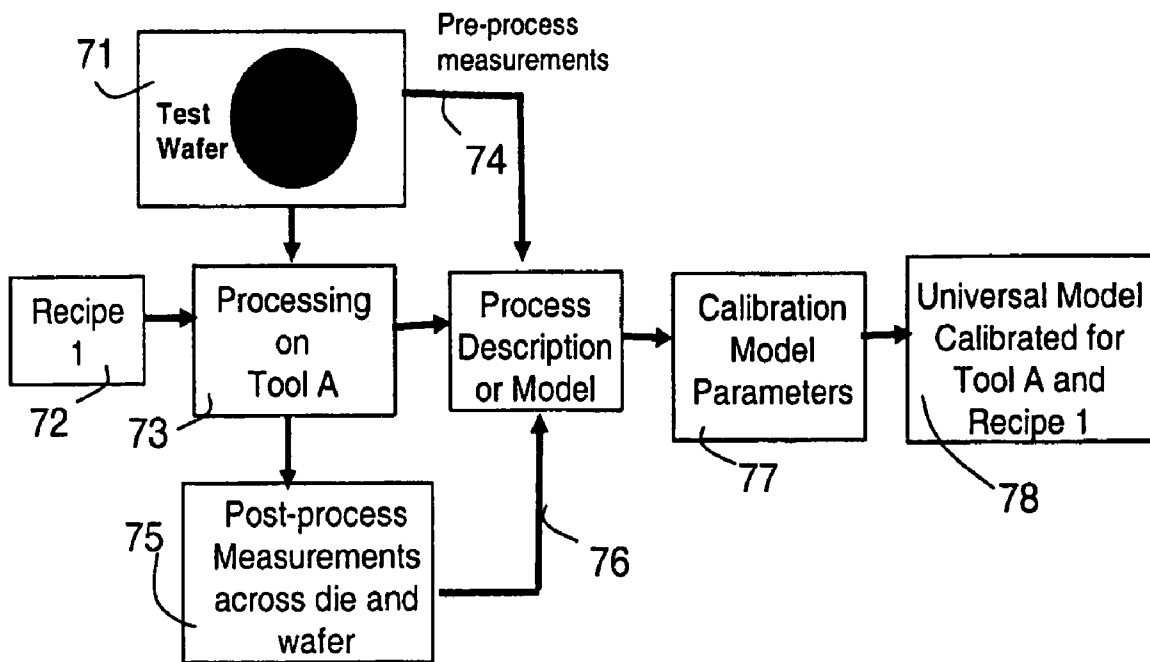 71
Test
Wafer
Pre-process
measurements
74
Recipe
1
72
Processing
on
Tool A
73
Process
Description
or Model
Calibration
Model
Parameters
77
Universal Model
Calibrated for
Tool A and
Recipe 1
78
75
Post-process
Measurements
across die and
wafer
76